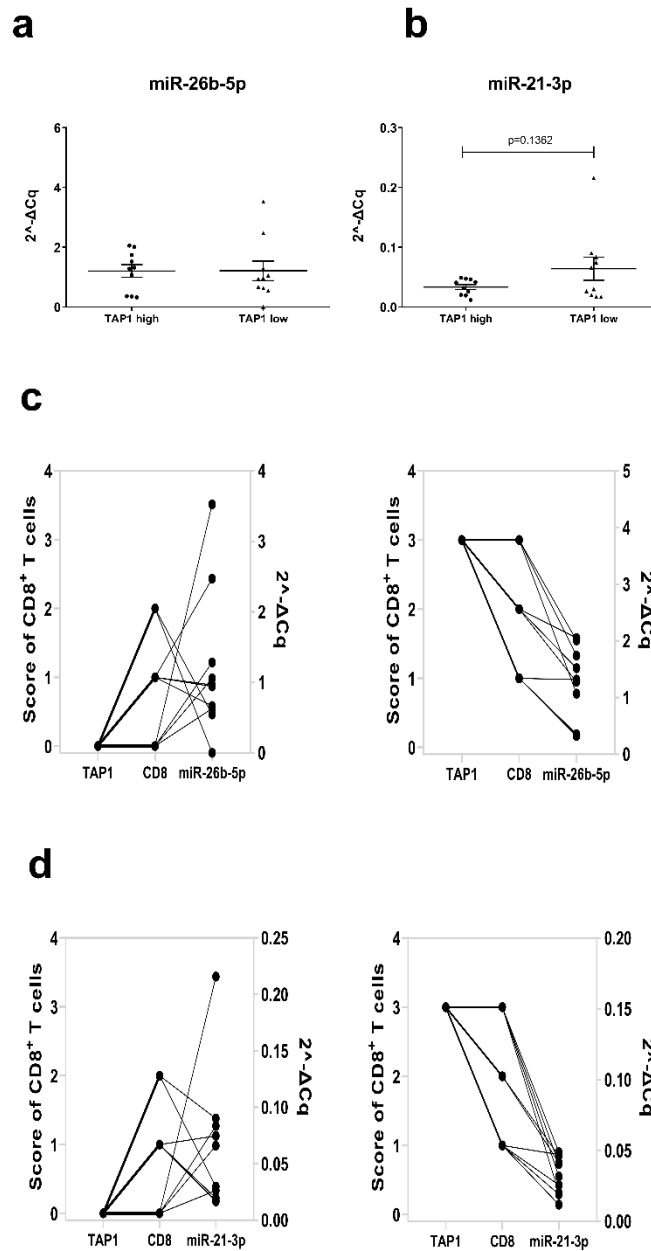 a
b
miR-26b-5p
miR-21-3p
2^-ΔCq
6
4
2
0
TAP1 high
TAP1 low
2^-ΔCq
0.3
0.2
0.1
0.0
p=0.1362
TAP1 high
TAP1 low
c
Score of CD8⁺ T cells
4
3
2
1
0
4
3
2
1
0
2^-ΔCq
TAP1
CD8
miR-26b-5p
Score of CD8⁺ T cells
4
3
2
1
0
5
4
3
2
1
0
2^-ΔCq
TAP1
CD8
miR-26b-5p
d
Score of CD8⁺ T cells
4
3
2
1
0
0.25
0.20
0.15
0.10
0.05
0.00
2^-ΔCq
TAP1
CD8
miR-21-3p
Score of CD8⁺ T cells
4
3
2
1
0
0.20
0.15
0.10
0.05
0.00
2^-ΔCq
TAP1
CD8
miR-21-3p